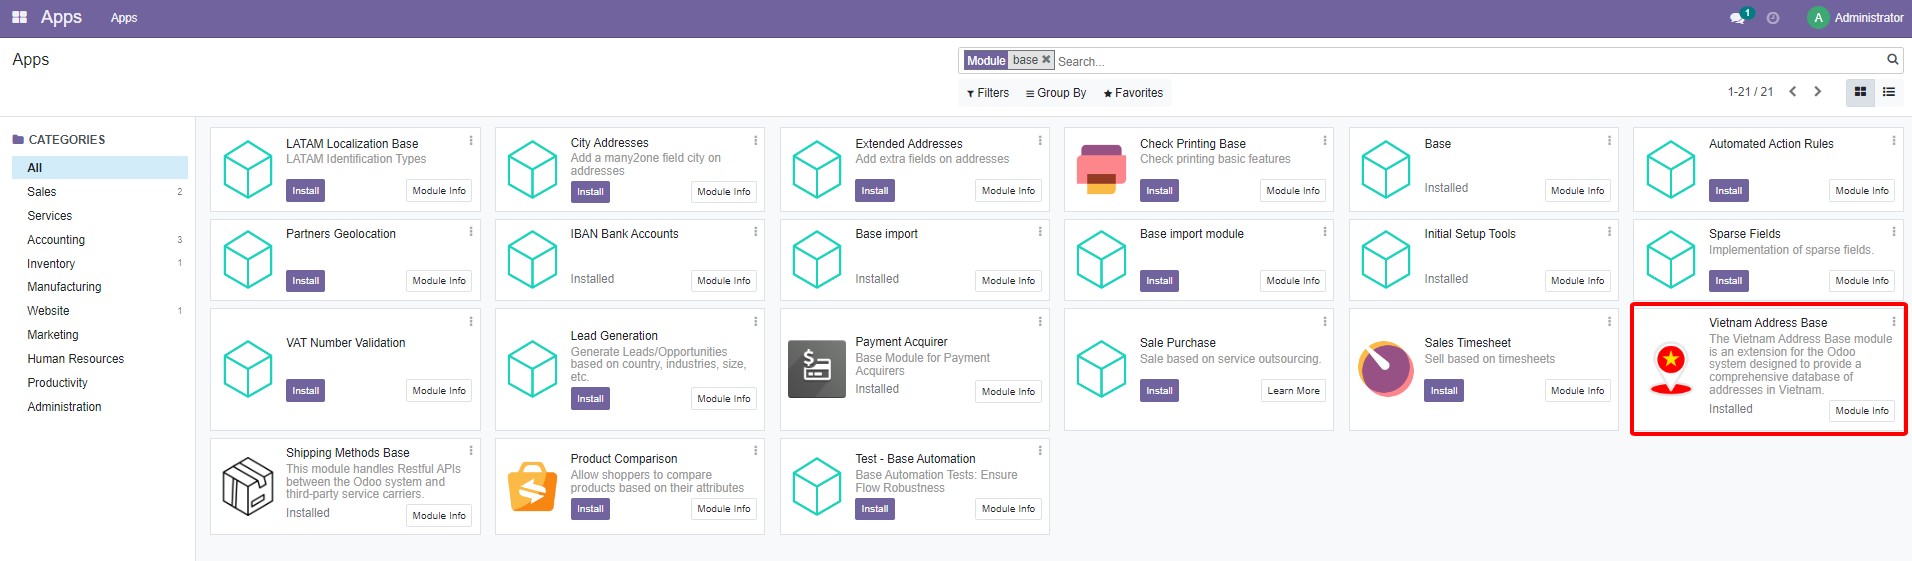 Apps
Apps
1
A
Administrator
Apps
Module base
Search...
Filters
Group By
Favorites
1-21 / 21
CATEGORIES
All
Sales 2
Services
Accounting 3
Inventory 1
Manufacturing
Website 1
Marketing
Human Resources
Productivity
Administration
LATAM Localization Base
LATAM Identification Types
Install
Module Info
City Addresses
Add a many2one field city on
addresses
Install
Module Info
Extended Addresses
Add extra fields on addresses
Install
Module Info
Check Printing Base
Check printing basic features
Install
Module Info
Base
Installed
Module Info
Automated Action Rules
Install
Module Info
Partners Geolocation
Install
Module Info
IBAN Bank Accounts
Installed
Module Info
Base import
Installed
Module Info
Base import module
Install
Module Info
Initial Setup Tools
Installed
Module Info
Sparse Fields
Implementation of sparse fields.
Install
Module Info
VAT Number Validation
Install
Module Info
Lead Generation
Generate Leads/Opportunities
based on country, industries, size,
etc.
Install
Module Info
Payment Acquirer
Base Module for Payment
Acquirers
Installed
Module Info
Sale Purchase
Sale based on service outsourcing.
Install
Learn More
Sales Timesheet
Sell based on timesheets
Install
Module Info
Vietnam Address Base
The Vietnam Address Base module
is an extension for the Odoo
system designed to provide a
comprehensive database of
addresses in Vietnam.
Installed
Module Info
Shipping Methods Base
This module handles Restful APIs
between the Odoo system and
third-party service carriers.
Installed
Module Info
Product Comparison
Allow shoppers to compare
products based on their attributes
Install
Module Info
Test - Base Automation
Base Automation Tests: Ensure
Flow Robustness
Install
Module Info